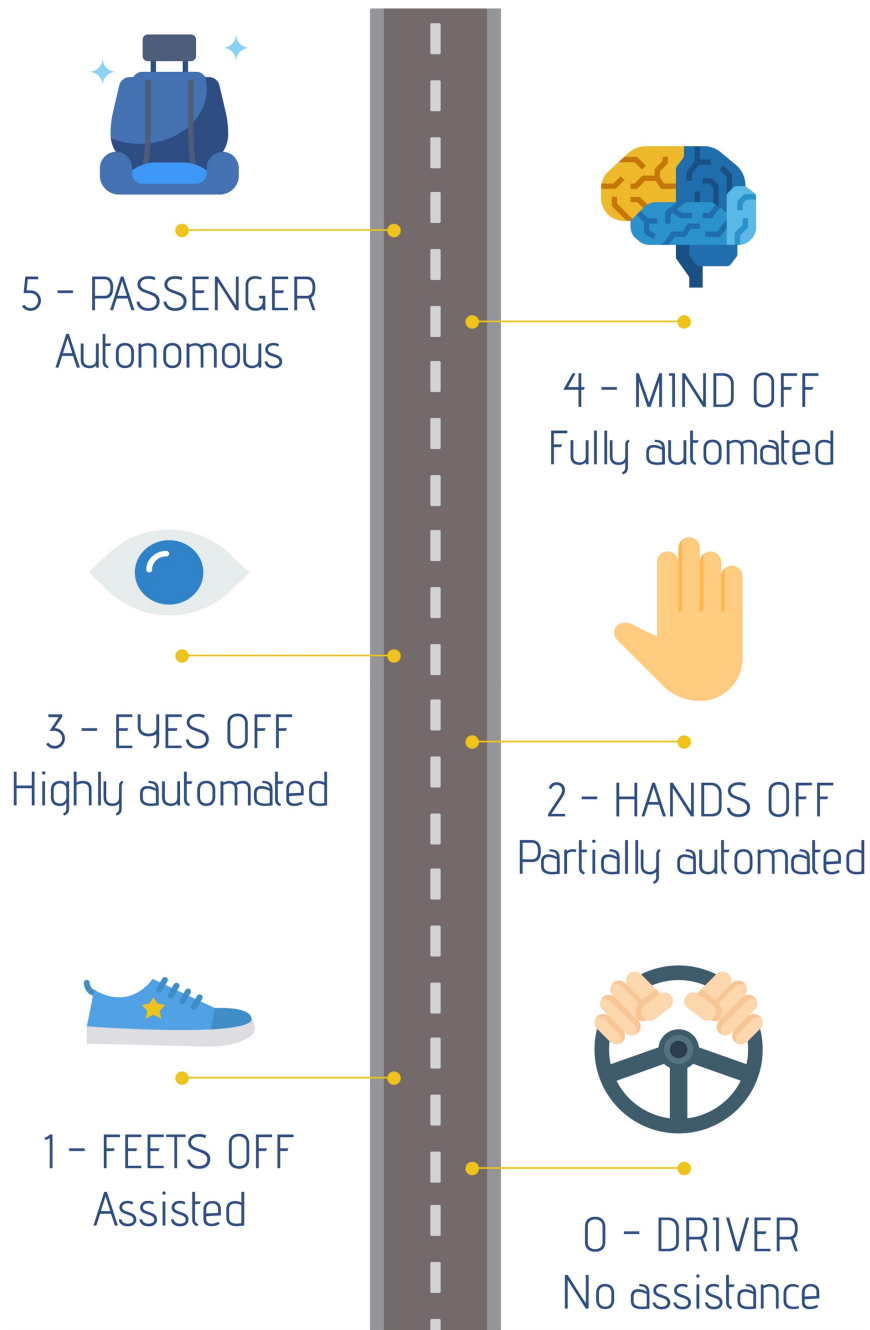 5 - PASSENGER
Autonomous
4 - MIND OFF
Fully automated
3 - EYES OFF
Highly automated
2 - HANDS OFF
Partially automated
1 - FEETS OFF
Assisted
0 - DRIVER
No assistance